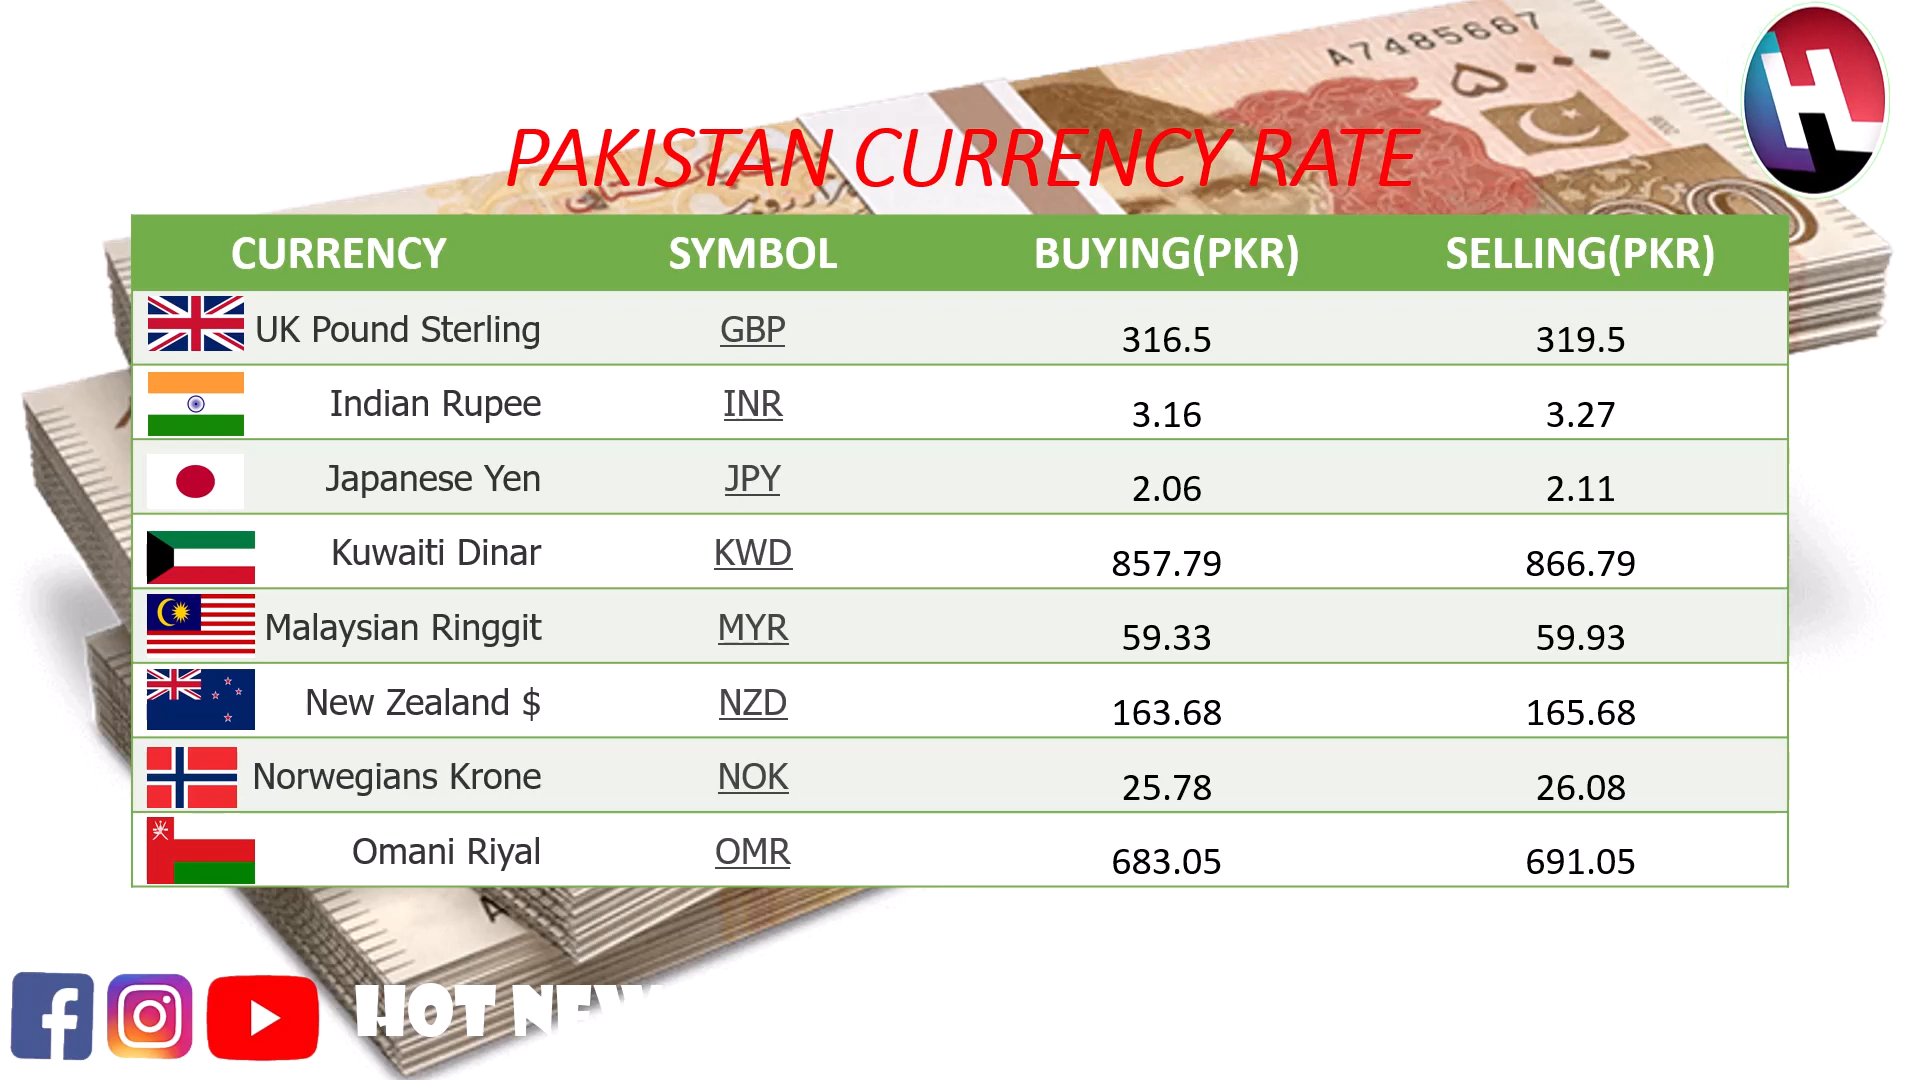 A7485667
۵۰۰۰
PAKISTAN CURRENCY RATE
CURRENCY SYMBOL BUYING(PKR) SELLING(PKR)
UK Pound Sterling GBP 316.5 319.5
Indian Rupee INR 3.16 3.27
Japanese Yen JPY 2.06 2.11
Kuwaiti Dinar KWD 857.79 866.79
Malaysian Ringgit MYR 59.33 59.93
New Zealand $ NZD 163.68 165.68
Norwegians Krone NOK 25.78 26.08
Omani Riyal OMR 683.05 691.05
HOT NEW